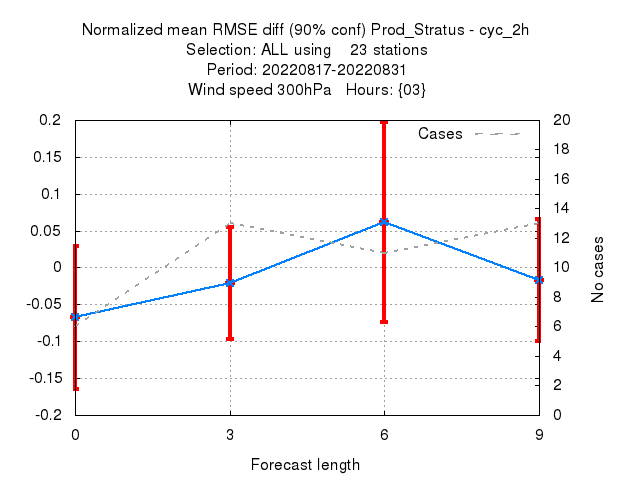 Normalized mean RMSE diff (90% conf) Prod_Stratus - cyc_2h
Selection: ALL using    23 stations
Period: 20220817-20220831
Wind speed 300hPa   Hours: {03}
Cases
0.2
0.15
0.1
0.05
0
-0.05
-0.1
-0.15
-0.2
20
18
16
14
12
10
8
6
4
2
0
No cases
0 3 6 9
Forecast length